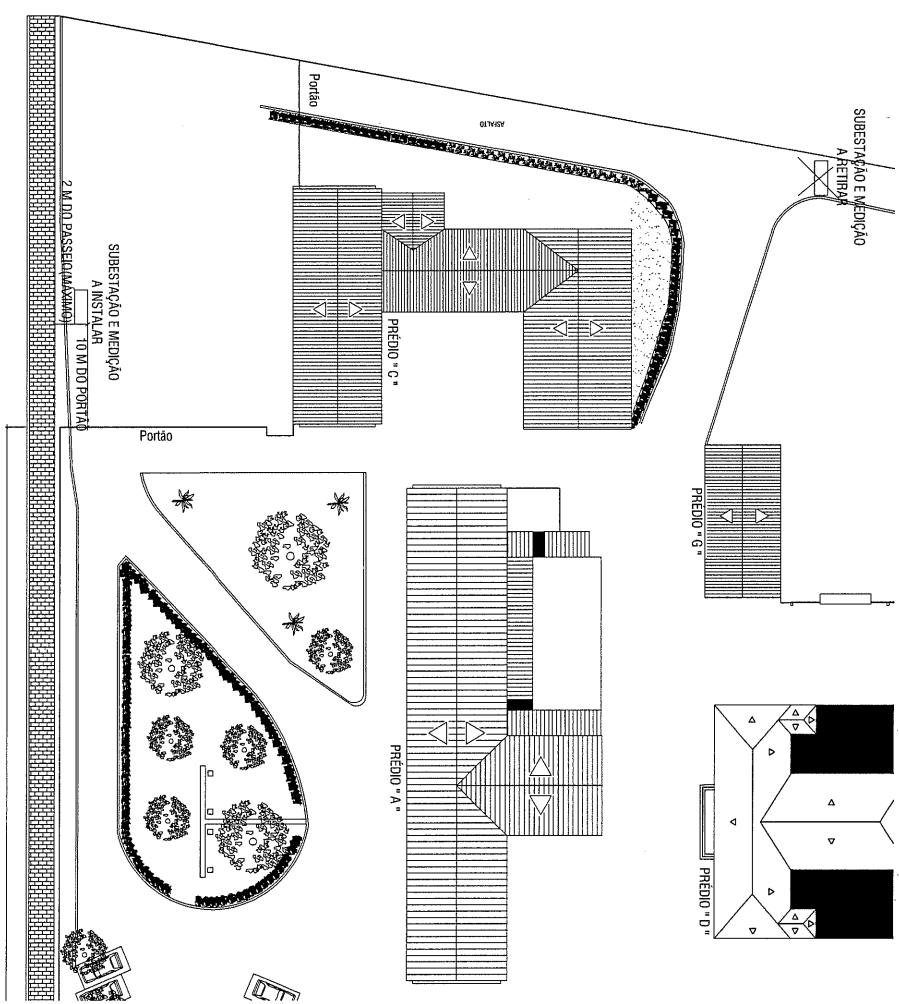 Portão
ASFALTO
SUBESTAÇÃO E MEDIÇÃO
A RETIRAR
2 M DO PASSEIO(MÁXIMO)
SUBESTAÇÃO E MEDIÇÃO
A INSTALAR
10 M DO PORTÃO
PRÉDIO " C "
Portão
PRÉDIO " G "
PRÉDIO " A "
PRÉDIO " D "